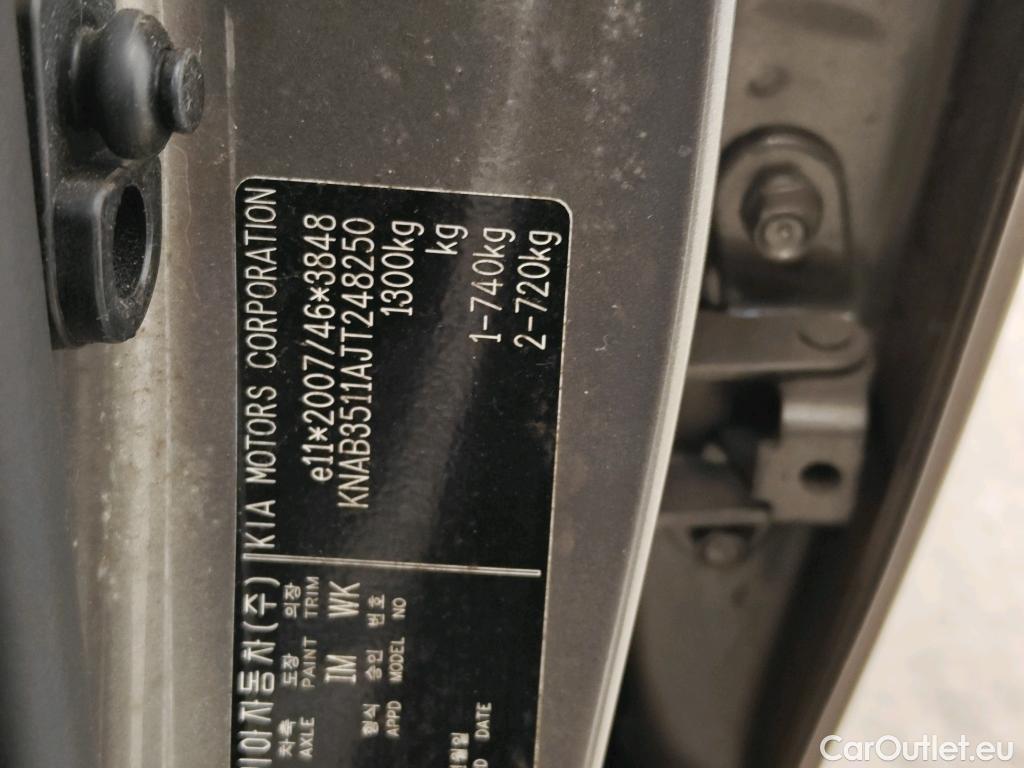 기아자동차(주) KIA MOTORS CORPORATION
e11*2007/46*3848
KNAB3511AJT248250
1300kg
kg
1-740kg
2-720kg
차축 도장 의장
AXLE PAINT TRIM
IM WK
형식 승인 번호
APPD MODEL NO
DATE
CarOutlet.eu